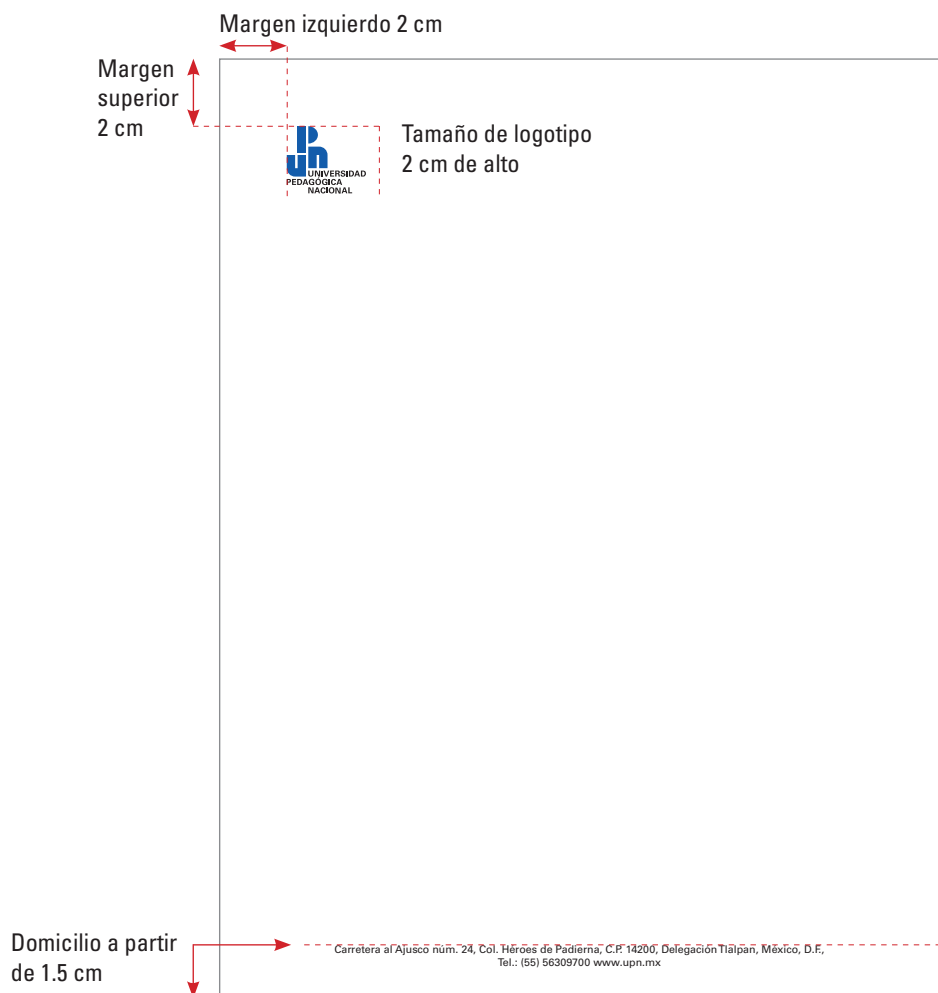 Margen izquierdo 2 cm
Margen
superior
2 cm
Tamaño de logotipo
2 cm de alto
upn
UNIVERSIDAD
PEDAGÓGICA
NACIONAL
Domicilio a partir
de 1.5 cm
Carretera al Ajusco núm. 24, Col. Héroes de Padierna, C.P. 14200, Delegación Tlalpan, México, D.F.,
Tel.: (55) 56309700 www.upn.mx